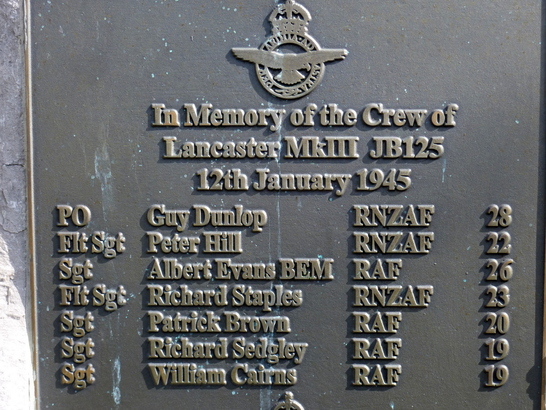 In Memory of the Crew of
Lancaster MkIII JB125
12th January 1945
PO Guy Dunlop RNZAF 28
Flt Sgt Peter Hill RNZAF 22
Sgt Albert Evans BEM RAF 26
Flt Sgt Richard Staples RNZAF 23
Sgt Patrick Brown RAF 20
Sgt Richard Sedgley RAF 19
Sgt William Cairns RAF 19